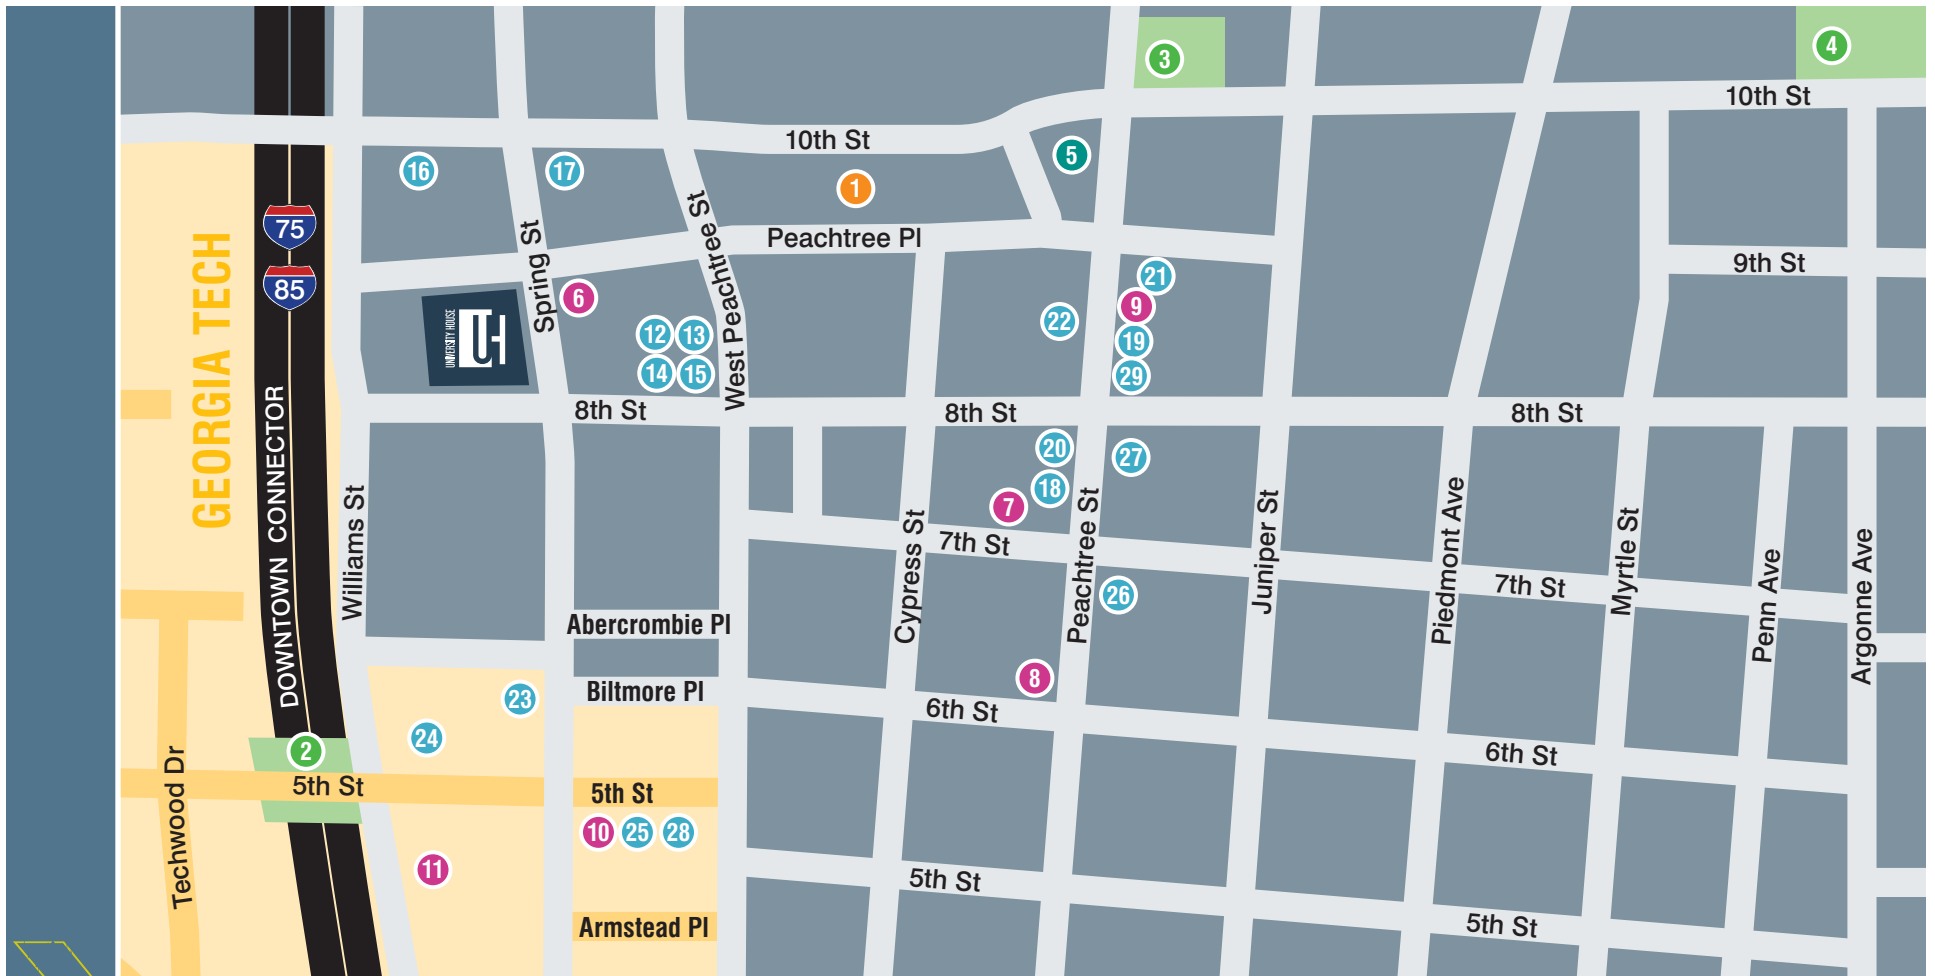 3
4
10th St
10th St
5
16
17
1
75
Peachtree Pl
9th St
85
GEORGIA TECH
Spring St
West Peachtree St
6
21
9
22
19
29
12
13
14
15
UNIVERSITY HOUSE
UH
8th St
8th St
8th St
DOWNTOWN CONNECTOR
Williams St
20
27
18
7
7th St
7th St
Cypress St
Peachtree St
Juniper St
Piedmont Ave
Myrtle St
Penn Ave
Argonne Ave
26
Abercrombie Pl
8
Biltmore Pl
23
6th St
6th St
24
2
5th St
5th St
Techwood Dr
10
25
28
11
5th St
5th St
Armstead Pl